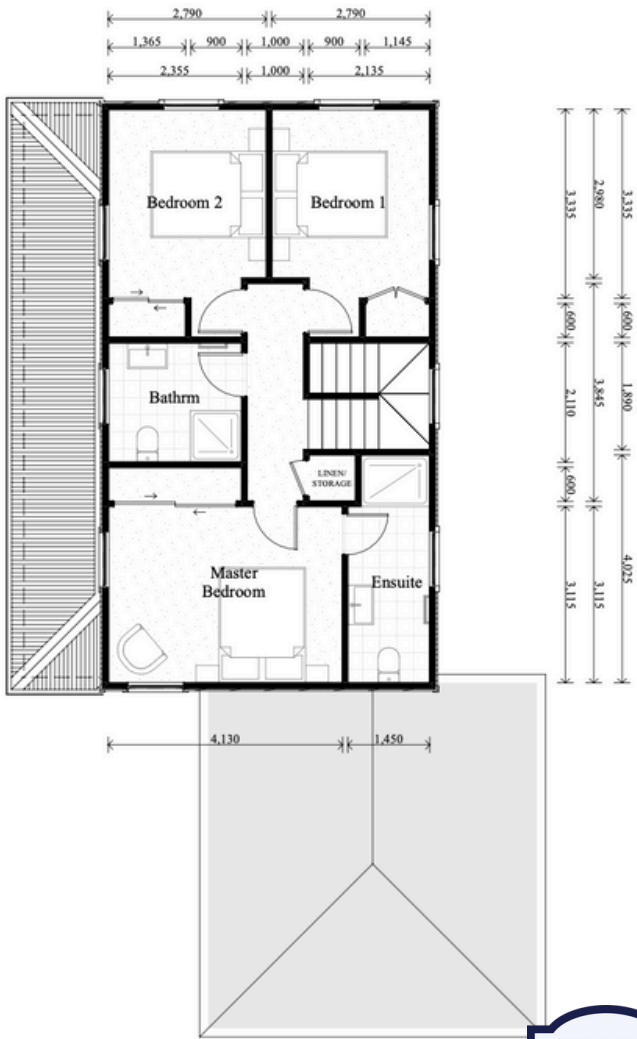 2,790 2,790
1,365 900 1,000 900 1,145
2,355 1,000 2,135
Bedroom 2
Bedroom 1
3,335 2,980 3,335
600 600
Bathrm
2,110 3,845 1,890
LINEN/
STORAGE
600
Master
Bedroom
Ensuite
3,115 3,115 4,025
4,130 1,450